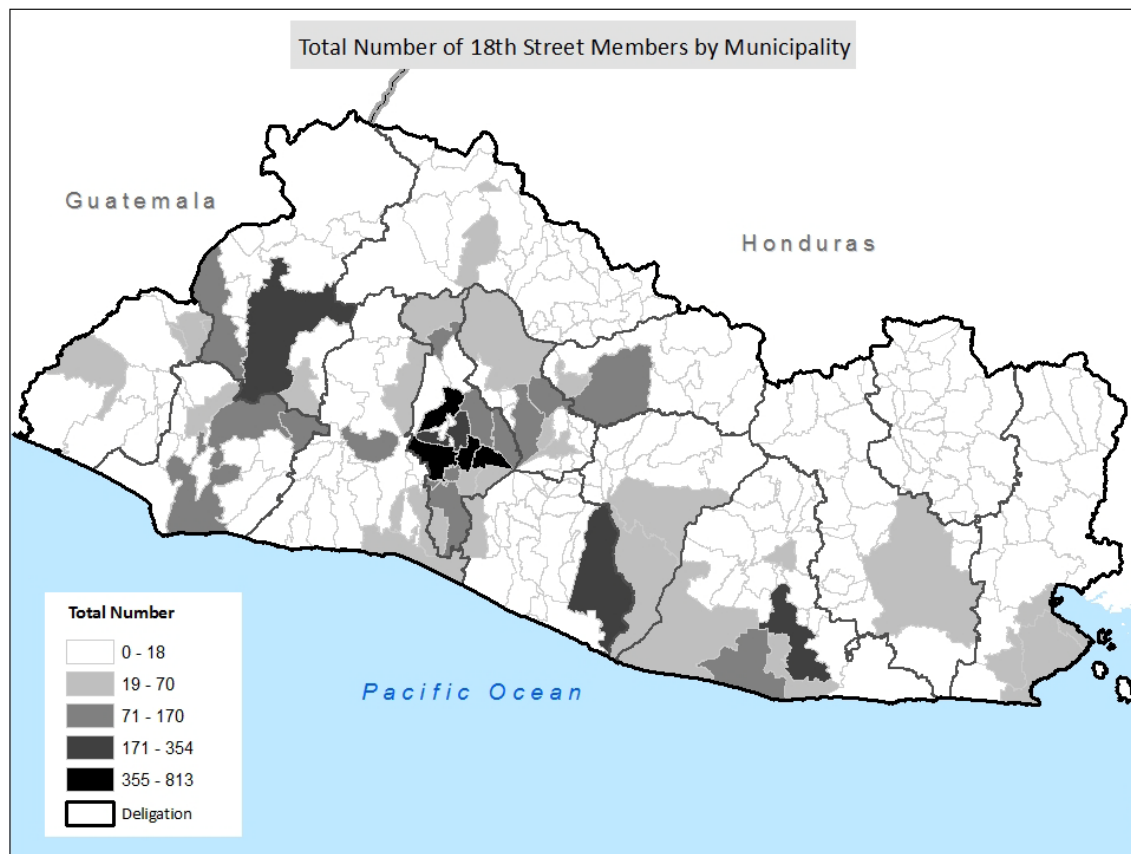 Total Number of 18th Street Members by Municipality
Guatemala
Honduras
Pacific Ocean
Total Number
0 - 18
19 - 70
71 - 170
171 - 354
355 - 813
Deligation